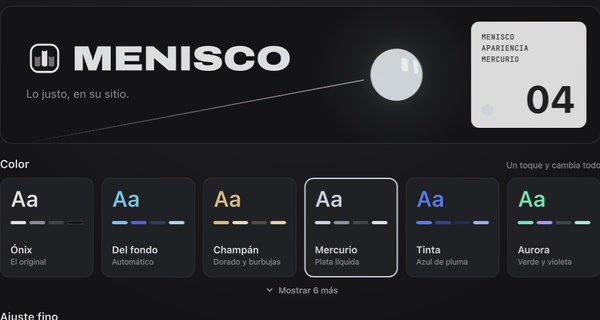 MENISCO
Lo justo, en su sitio.
MENISCO
APARIENCIA
MERCURIO
04
Color
Un toque y cambia todo
Aa
Ónix
El original
Aa
Del fondo
Automático
Aa
Champán
Dorado y burbujas
Aa
Mercurio
Plata líquida
Aa
Tinta
Azul de pluma
Aa
Aurora
Verde y violeta
Mostrar 6 más
Ajuste fino